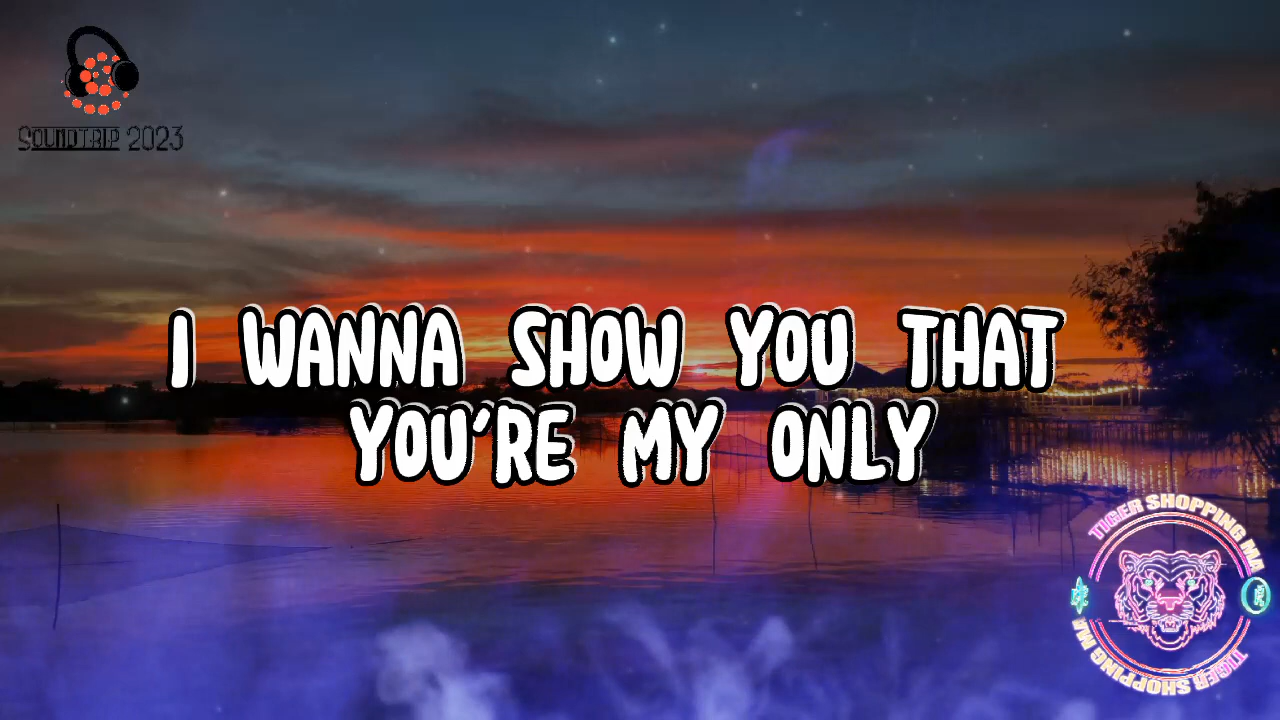 SOUNDTRIP 2023
I WANNA SHOW YOU THAT
YOU'RE MY ONLY
TIGER SHOPPING MA
TIGER SHOPPING MA